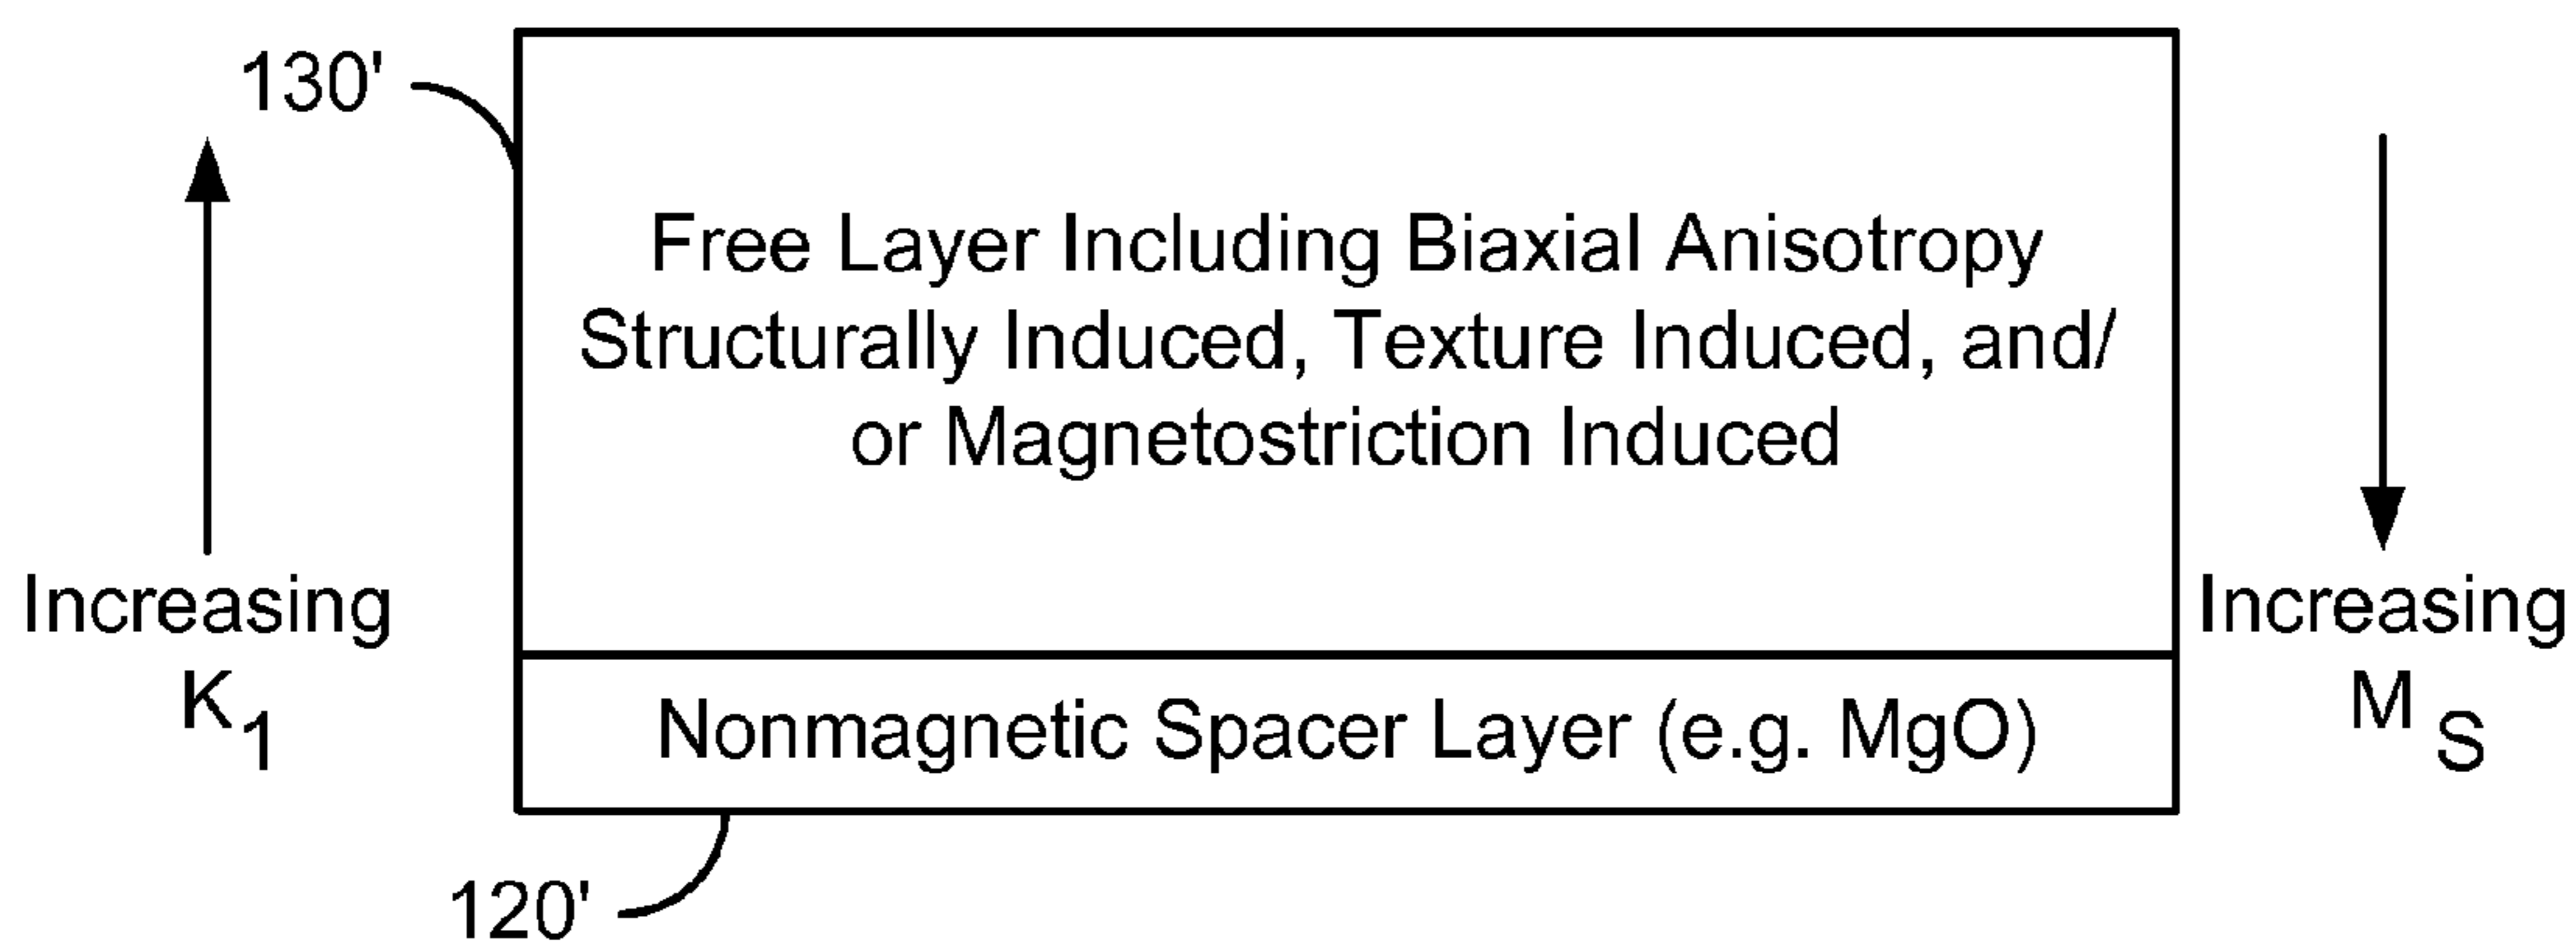 130'
Free Layer Including Biaxial Anisotropy
Structurally Induced, Texture Induced, and/
or Magnetostriction Induced
Increasing
K1
Increasing
MS
Nonmagnetic Spacer Layer (e.g. MgO)
120'